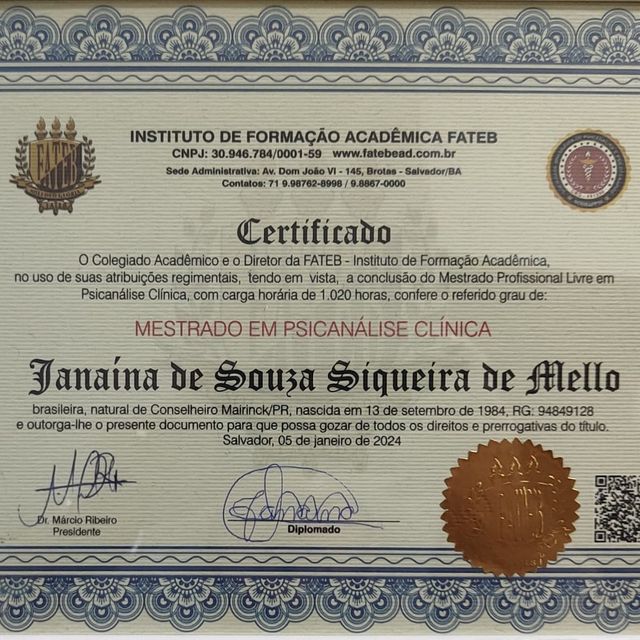 INSTITUTO DE FORMAÇÃO ACADÊMICA FATEB
CNPJ: 30.946.784/0001-59 www.fatebead.com.br
Sede Administrativa: Av. Dom João VI - 145, Brotas - Salvador/BA
Contatos: 71 9.98762-8998 / 9.8867-0000
FATEB
Certificado
O Colegiado Acadêmico e o Diretor da FATEB - Instituto de Formação Acadêmica,
no uso de suas atribuições regimentais, tendo em vista, a conclusão do Mestrado Profissional Livre em
Psicanálise Clínica, com carga horária de 1.020 horas, confere o referido grau de:
MESTRADO EM PSICANÁLISE CLÍNICA
Janaína de Souza Siqueira de Mello
brasileira, natural de Conselheiro Mairinck/PR, nascida em 13 de setembro de 1984, RG: 94849128
e outorga-lhe o presente documento para que possa gozar de todos os direitos e prerrogativas do título.
Salvador, 05 de janeiro de 2024
Dr. Márcio Ribeiro
Presidente
Diplomado